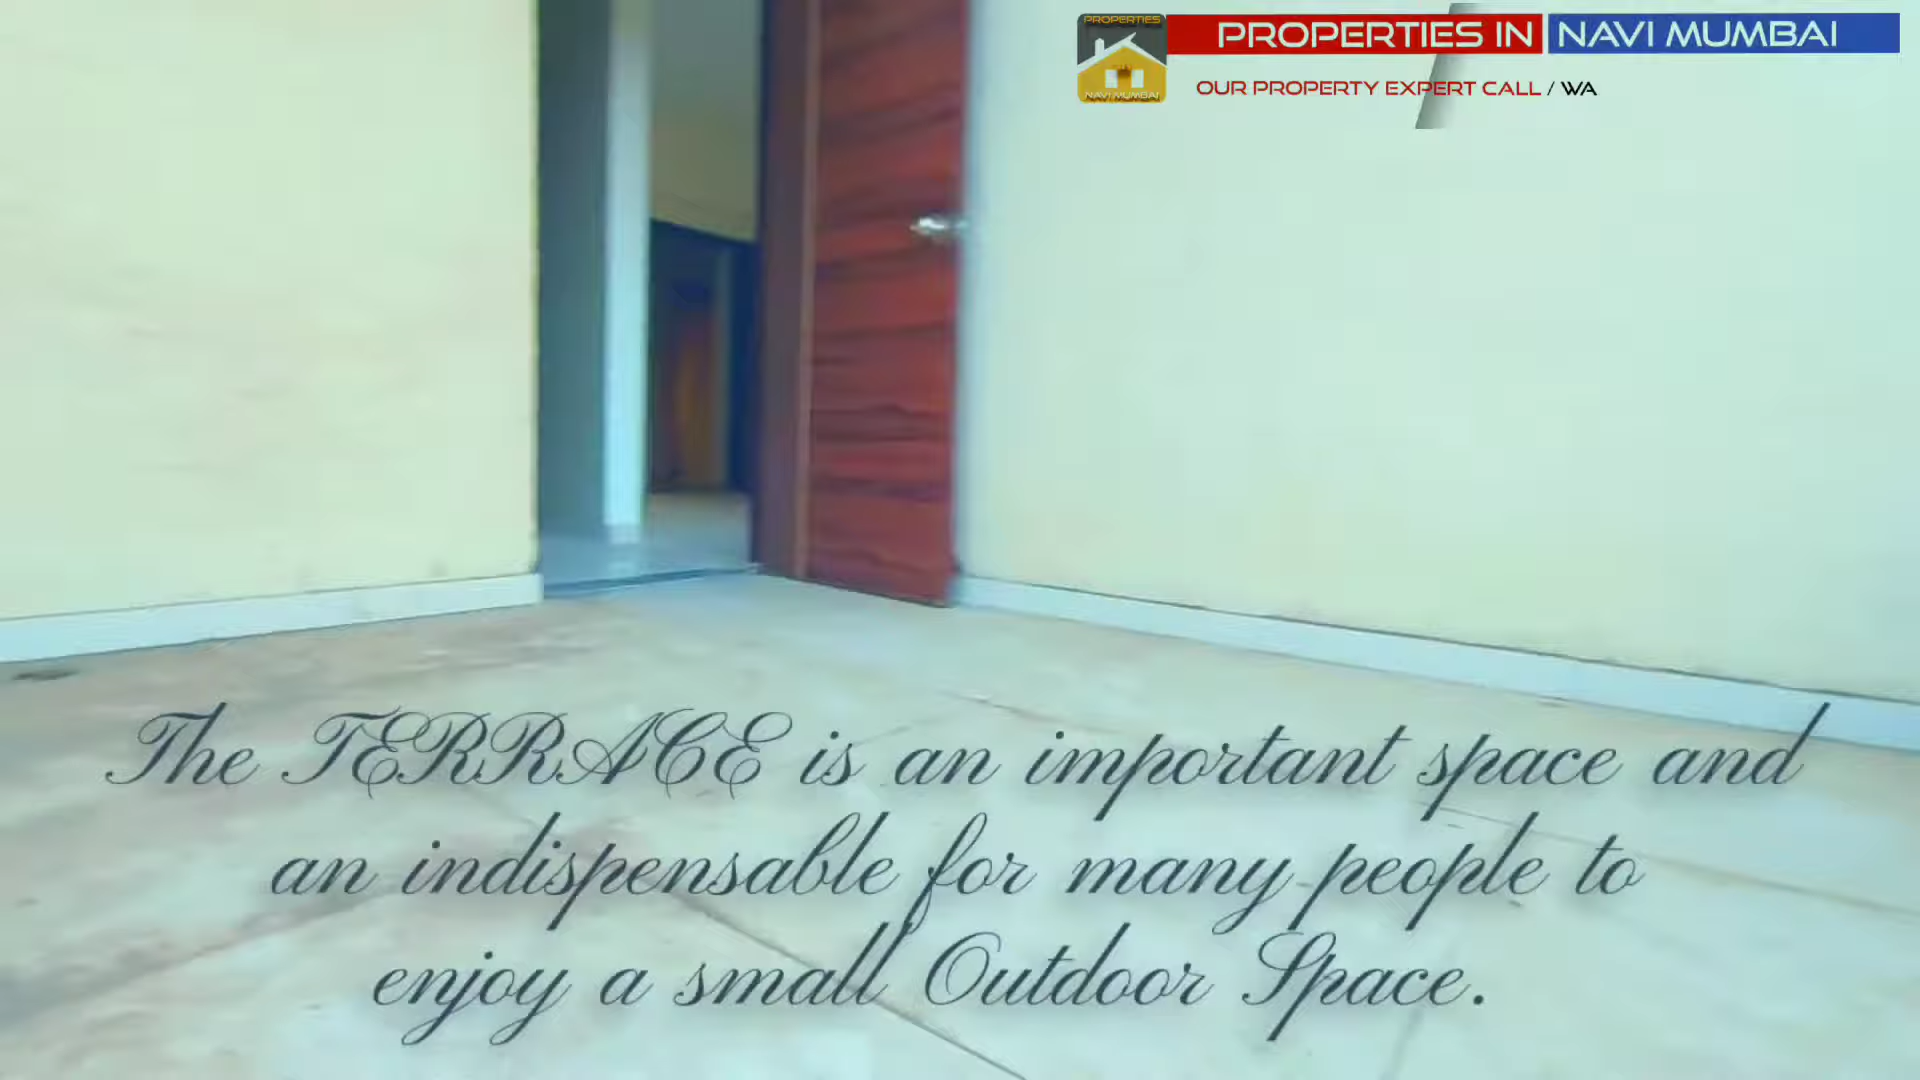 PROPERTIES
NAVI MUMBAI
PROPERTIES IN NAVI MUMBAI
OUR PROPERTY EXPERT CALL / WA
The TERRACE is an important space and
an indispensable for many people to
enjoy a small Outdoor Space.